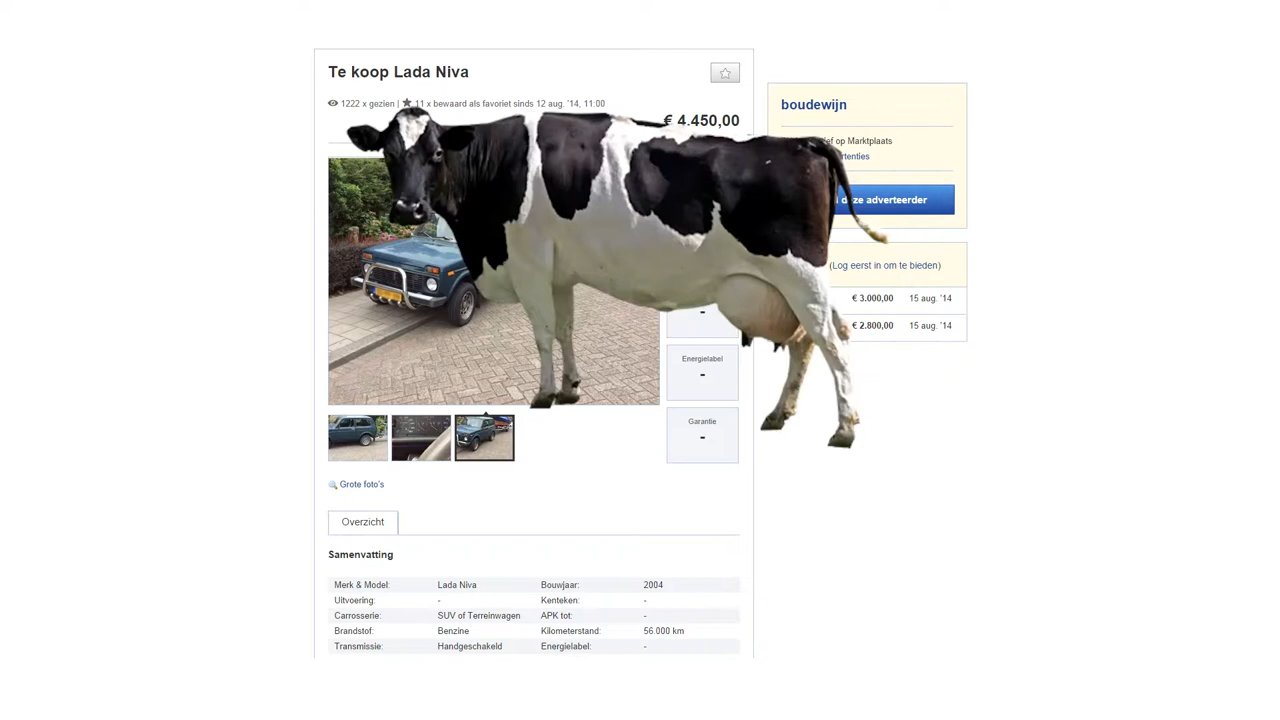 Te koop Lada Niva
1222 x gezien | 11 x bewaard als favoriet sinds 12 aug. '14, 11:00
€ 4.450,00
-
Energielabel
-
Garantie
-
Grote foto's
Overzicht
Samenvatting
Merk & Model: Lada Niva Bouwjaar: 2004
Uitvoering: - Kenteken: -
Carrosserie: SUV of Terreinwagen APK tot: -
Brandstof: Benzine Kilometerstand: 56.000 km
Transmissie: Handgeschakeld Energielabel: -
boudewijn
op Marktplaats
deze adverteerder
(Log eerst in om te bieden)
€ 3.000,00 15 aug. '14
€ 2.800,00 15 aug. '14